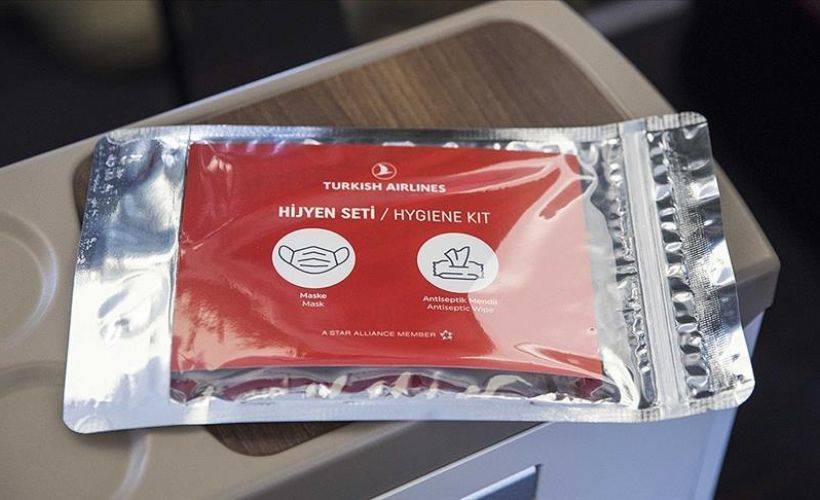 TURKISH AIRLINES
HİJYEN SETİ / HYGIENE KIT
Maske
Mask
Antiseptik Mendil
Antiseptic Wipe
A STAR ALLIANCE MEMBER